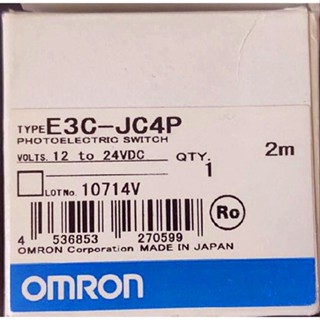 TYPE E3C-JC4P
PHOTOELECTRIC SWITCH
VOLTS. 12 to 24VDC QTY. 1 2m
LOT No. 10714V
Ro
4 536853 270599
OMRON Corporation MADE IN JAPAN
OMRON